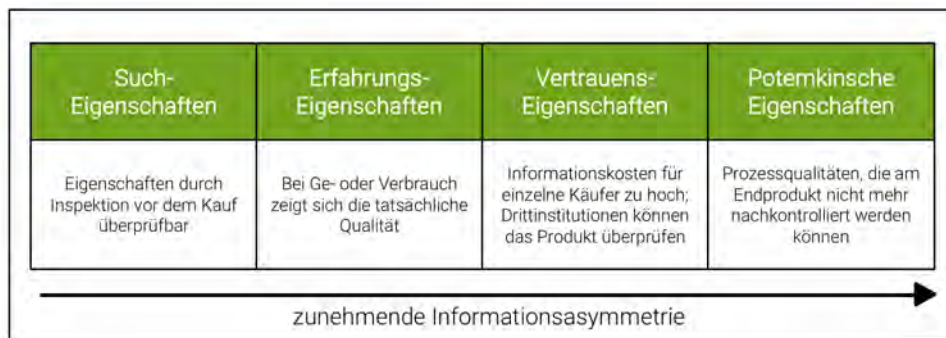 Such-
Eigenschaften
Erfahrungs-
Eigenschaften
Vertrauens-
Eigenschaften
Potemkinsche
Eigenschaften
Eigenschaften durch
Inspektion vor dem Kauf
überprüfbar
Bei Ge- oder Verbrauch
zeigt sich die tatsächliche
Qualität
Informationskosten für
einzelne Käufer zu hoch;
Drittinstitutionen können
das Produkt überprüfen
Prozessqualitäten, die am
Endprodukt nicht mehr
nachkontrolliert werden
können
zunehmende Informationsasymmetrie